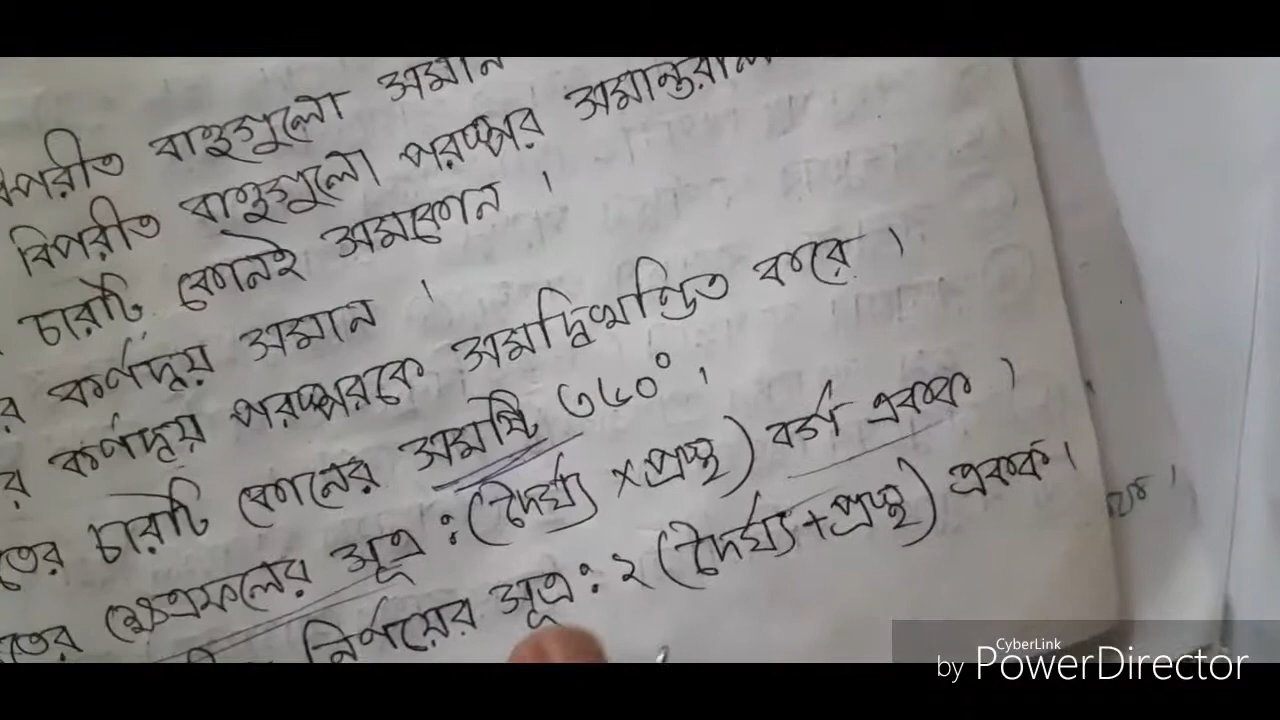 বিপরীত বাহুগুলো সমান
বিপরীত বাহুগুলো পরস্পর সমান্তরাল
চারটি কোনই সমকোন ।
র কর্ণদ্বয় সমান ।
র কর্ণদ্বয় পরস্পরকে সমদ্বিখন্ডিত করে ।
তের চারটি কোনের সমষ্টি ৩৬০° ।
তের ক্ষেত্রফলের সূত্র : (দৈর্ঘ্য × প্রস্থ) বর্গ একক ।
নির্ণয়ের সূত্র : ২ (দৈর্ঘ্য + প্রস্থ) একক ।
by CyberLink PowerDirector